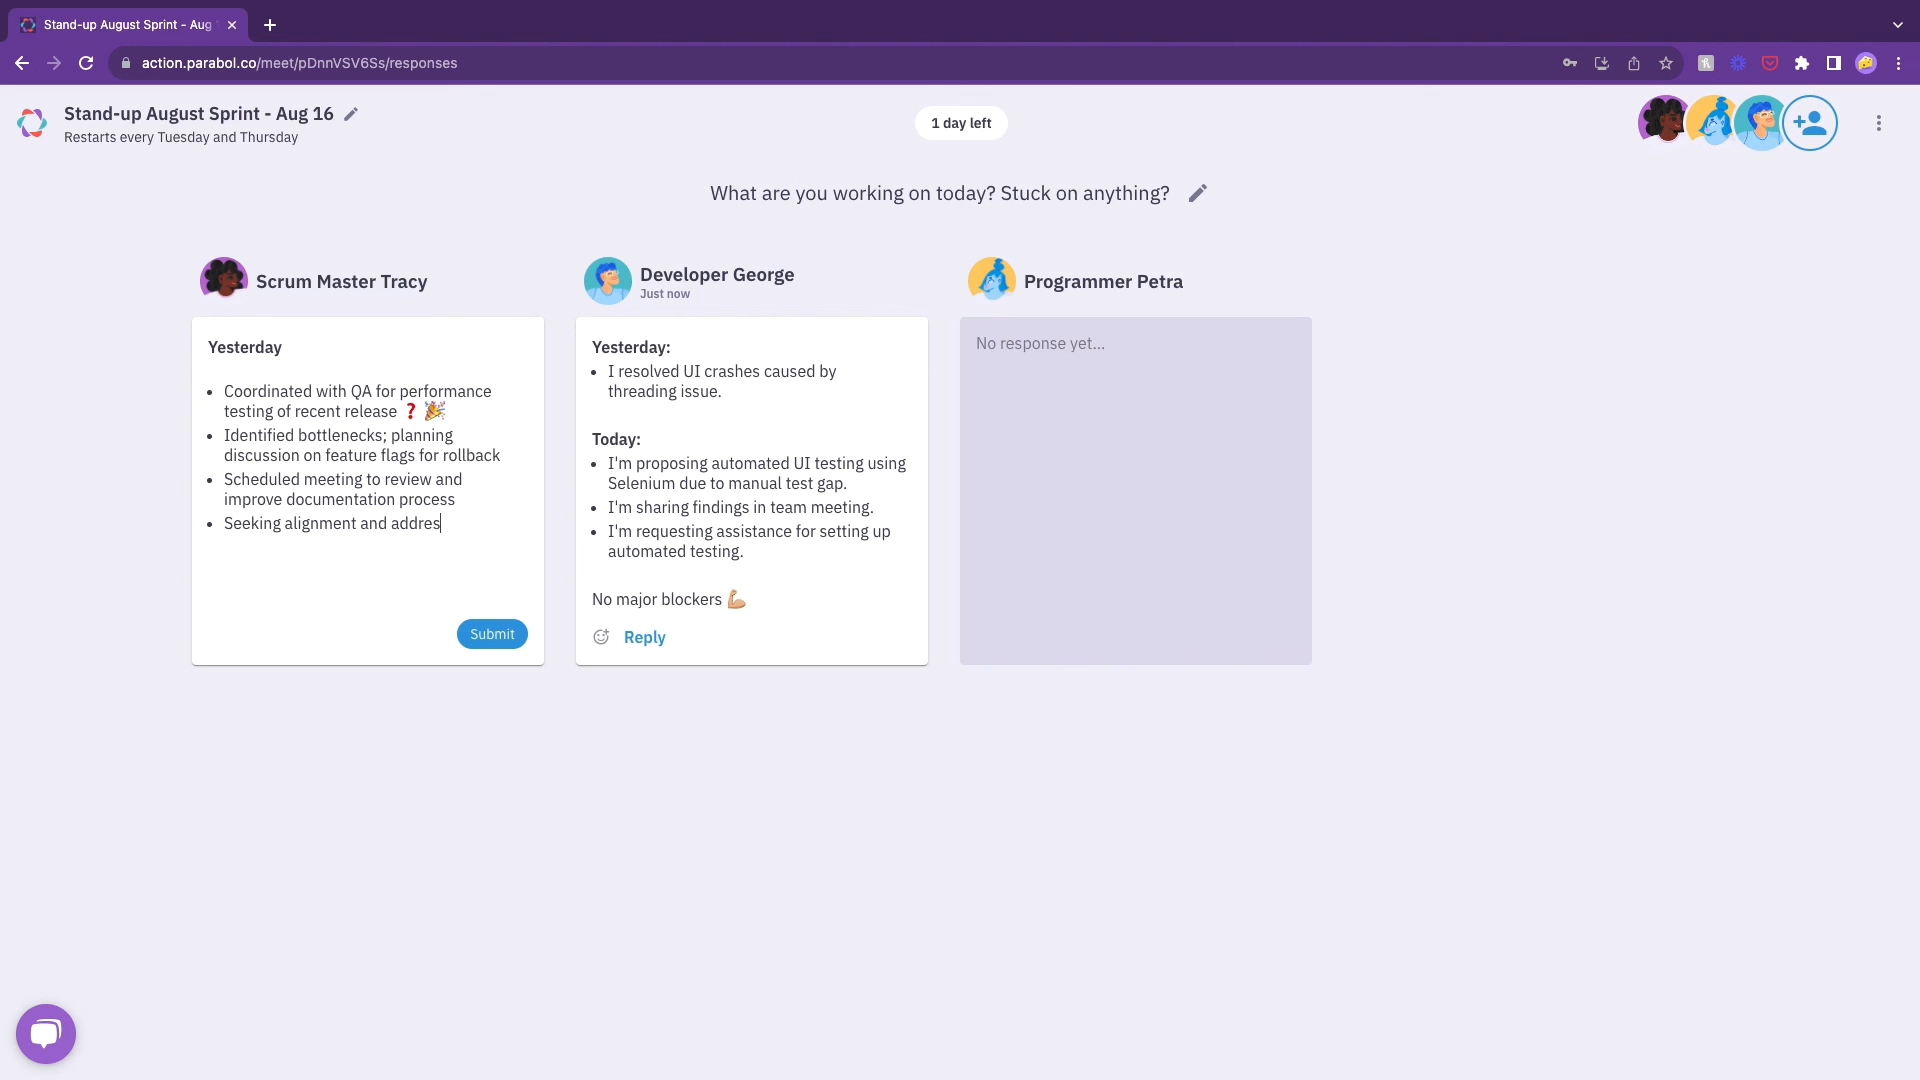 Stand-up August Sprint - Aug
action.parabol.co/meet/pDnnVSV6Ss/responses
Stand-up August Sprint - Aug 16
Restarts every Tuesday and Thursday
1 day left
What are you working on today? Stuck on anything?
Scrum Master Tracy
Yesterday
• Coordinated with QA for performance
testing of recent release ❓ 🎉
• Identified bottlenecks; planning
discussion on feature flags for rollback
• Scheduled meeting to review and
improve documentation process
• Seeking alignment and addres
Submit
Developer George
Just now
Yesterday:
• I resolved UI crashes caused by
threading issue.
Today:
• I'm proposing automated UI testing using
Selenium due to manual test gap.
• I'm sharing findings in team meeting.
• I'm requesting assistance for setting up
automated testing.
No major blockers 💪🏼
Reply
Programmer Petra
No response yet...